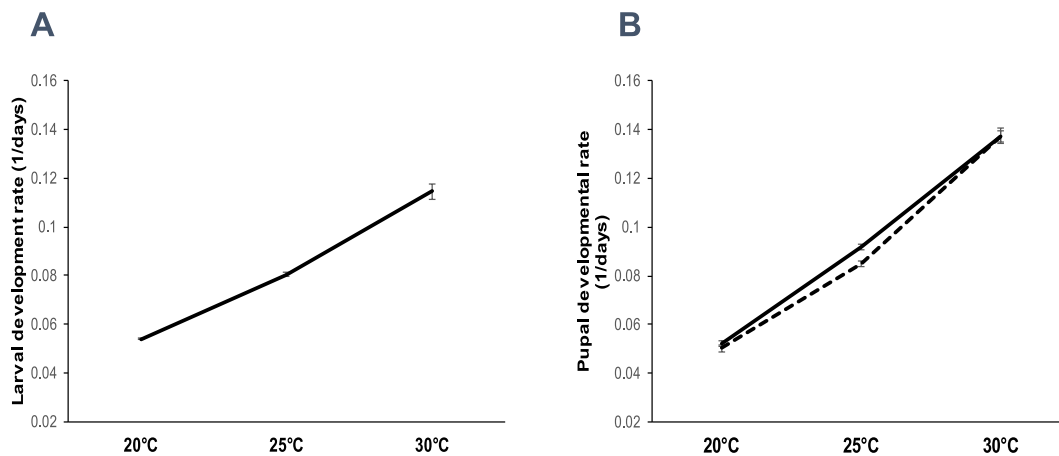 A
Larval development rate (1/days)
0.16
0.14
0.12
0.1
0.08
0.06
0.04
0.02
20°C 25°C 30°C
B
Pupal developmental rate
(1/days)
0.16
0.14
0.12
0.1
0.08
0.06
0.04
0.02
20°C 25°C 30°C